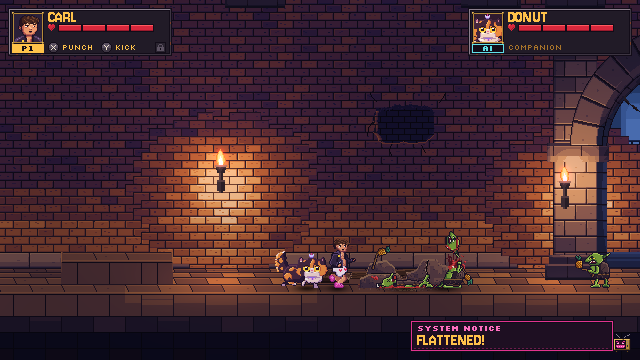 CARL
P1
X PUNCH Y KICK
DONUT
AI COMPANION
SYSTEM NOTICE
FLATTENED!